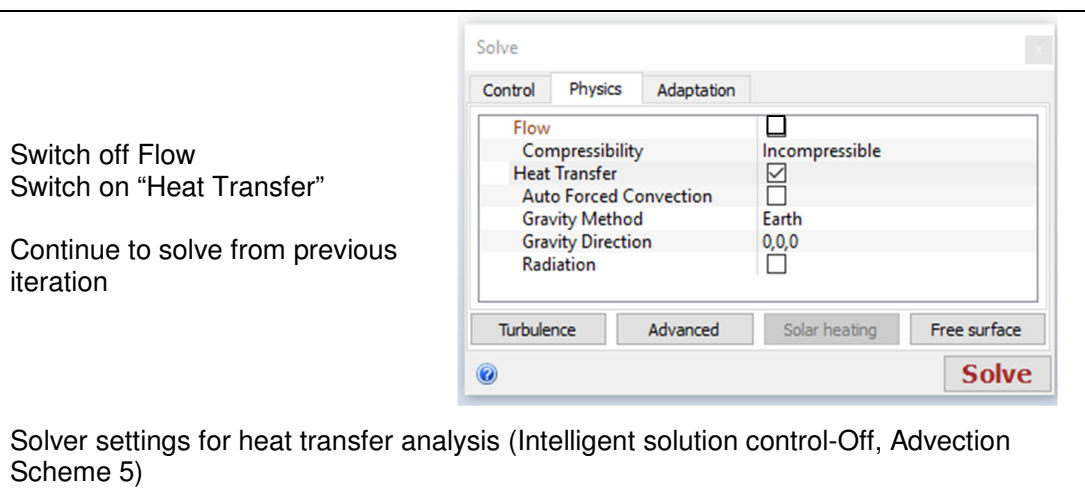 Switch off Flow
Switch on “Heat Transfer”
Continue to solve from previous
iteration
Solve
x
Control Physics Adaptation
Flow
Compressibility Incompressible
Heat Transfer
Auto Forced Convection
Gravity Method Earth
Gravity Direction 0,0,0
Radiation
Turbulence Advanced Solar heating Free surface
? Solve
Solver settings for heat transfer analysis (Intelligent solution control-Off, Advection
Scheme 5)